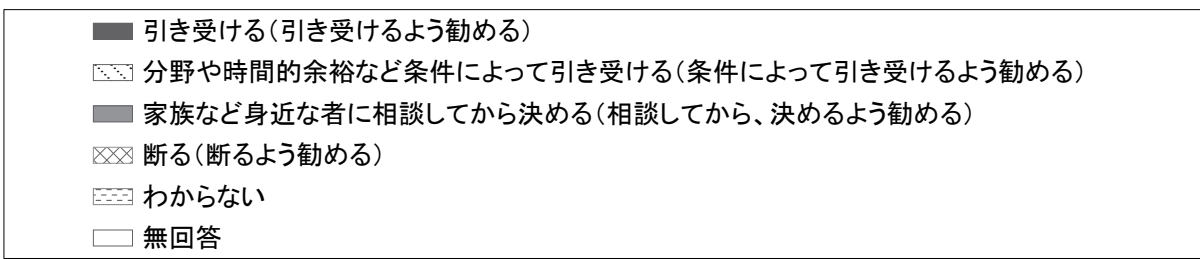 引き受ける(引き受けるよう勧める)
分野や時間的余裕など条件によって引き受ける(条件によって引き受けるよう勧める)
家族など身近な者に相談してから決める(相談してから、決めるよう勧める)
断る(断るよう勧める)
わからない
無回答